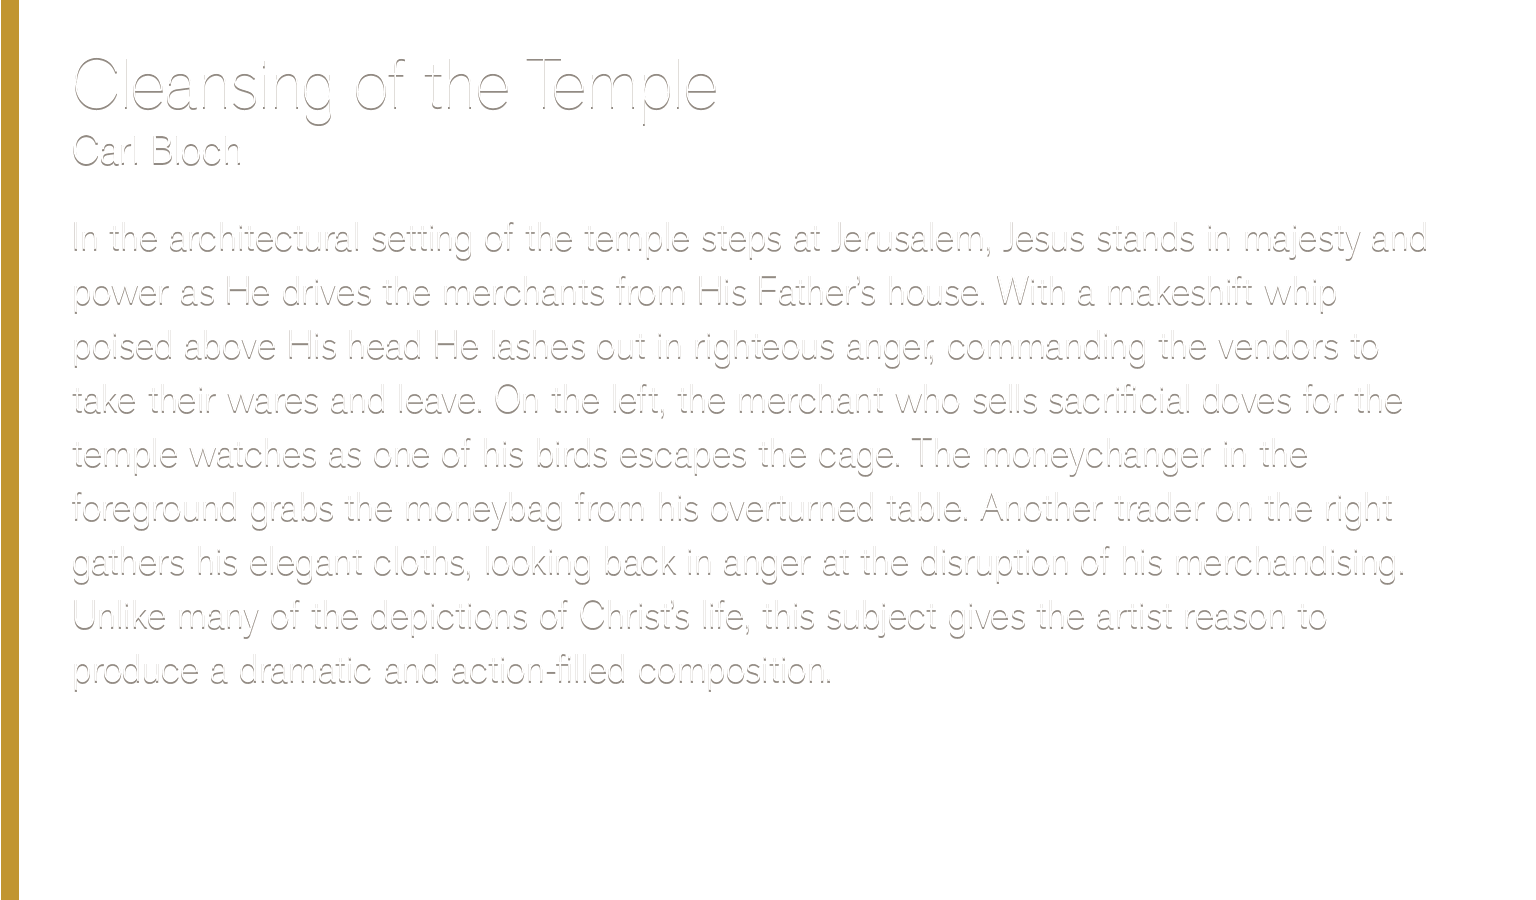 Cleansing of the Temple
Carl Bloch
In the architectural setting of the temple steps at Jerusalem, Jesus stands in majesty and
power as He drives the merchants from His Father’s house. With a makeshift whip
poised above His head He lashes out in righteous anger, commanding the vendors to
take their wares and leave. On the left, the merchant who sells sacrificial doves for the
temple watches as one of his birds escapes the cage. The moneychanger in the
foreground grabs the moneybag from his overturned table. Another trader on the right
gathers his elegant cloths, looking back in anger at the disruption of his merchandising.
Unlike many of the depictions of Christ’s life, this subject gives the artist reason to
produce a dramatic and action-filled composition.